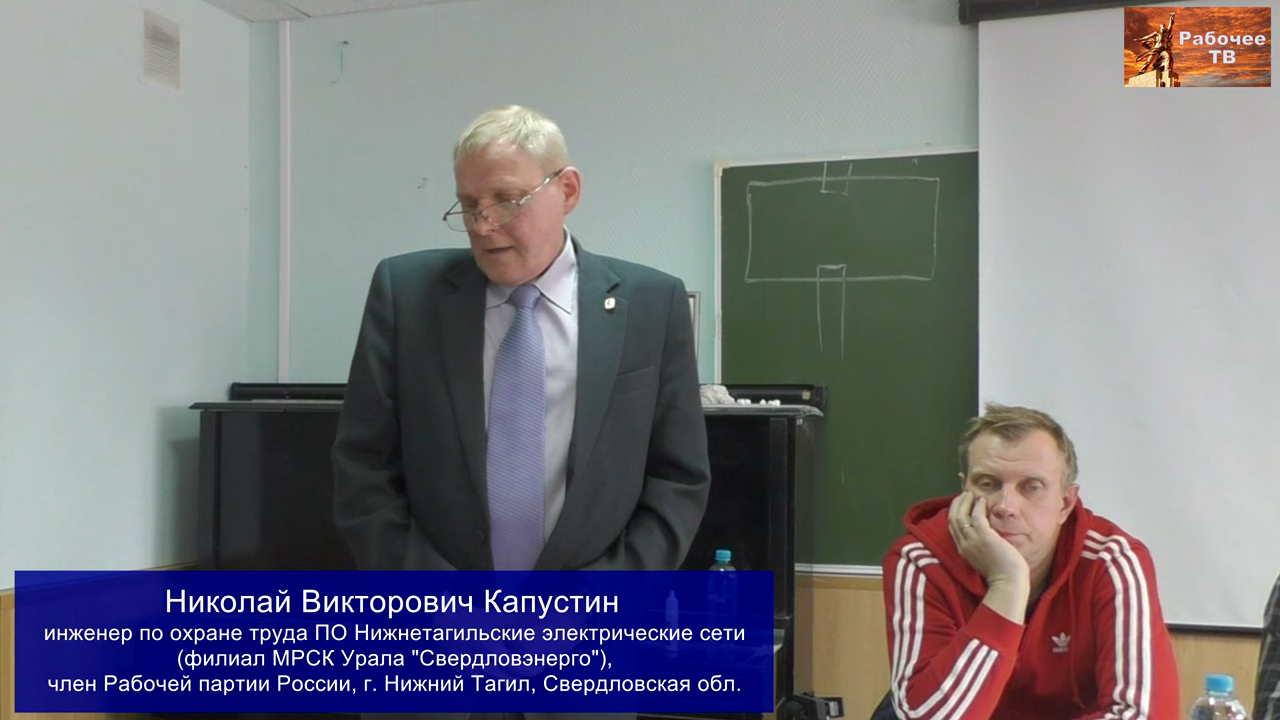 Рабочее
ТВ
Николай Викторович Капустин
инженер по охране труда ПО Нижнетагильские электрические сети
(филиал МРСК Урала "Свердловэнерго"),
член Рабочей партии России, г. Нижний Тагил, Свердловская обл.